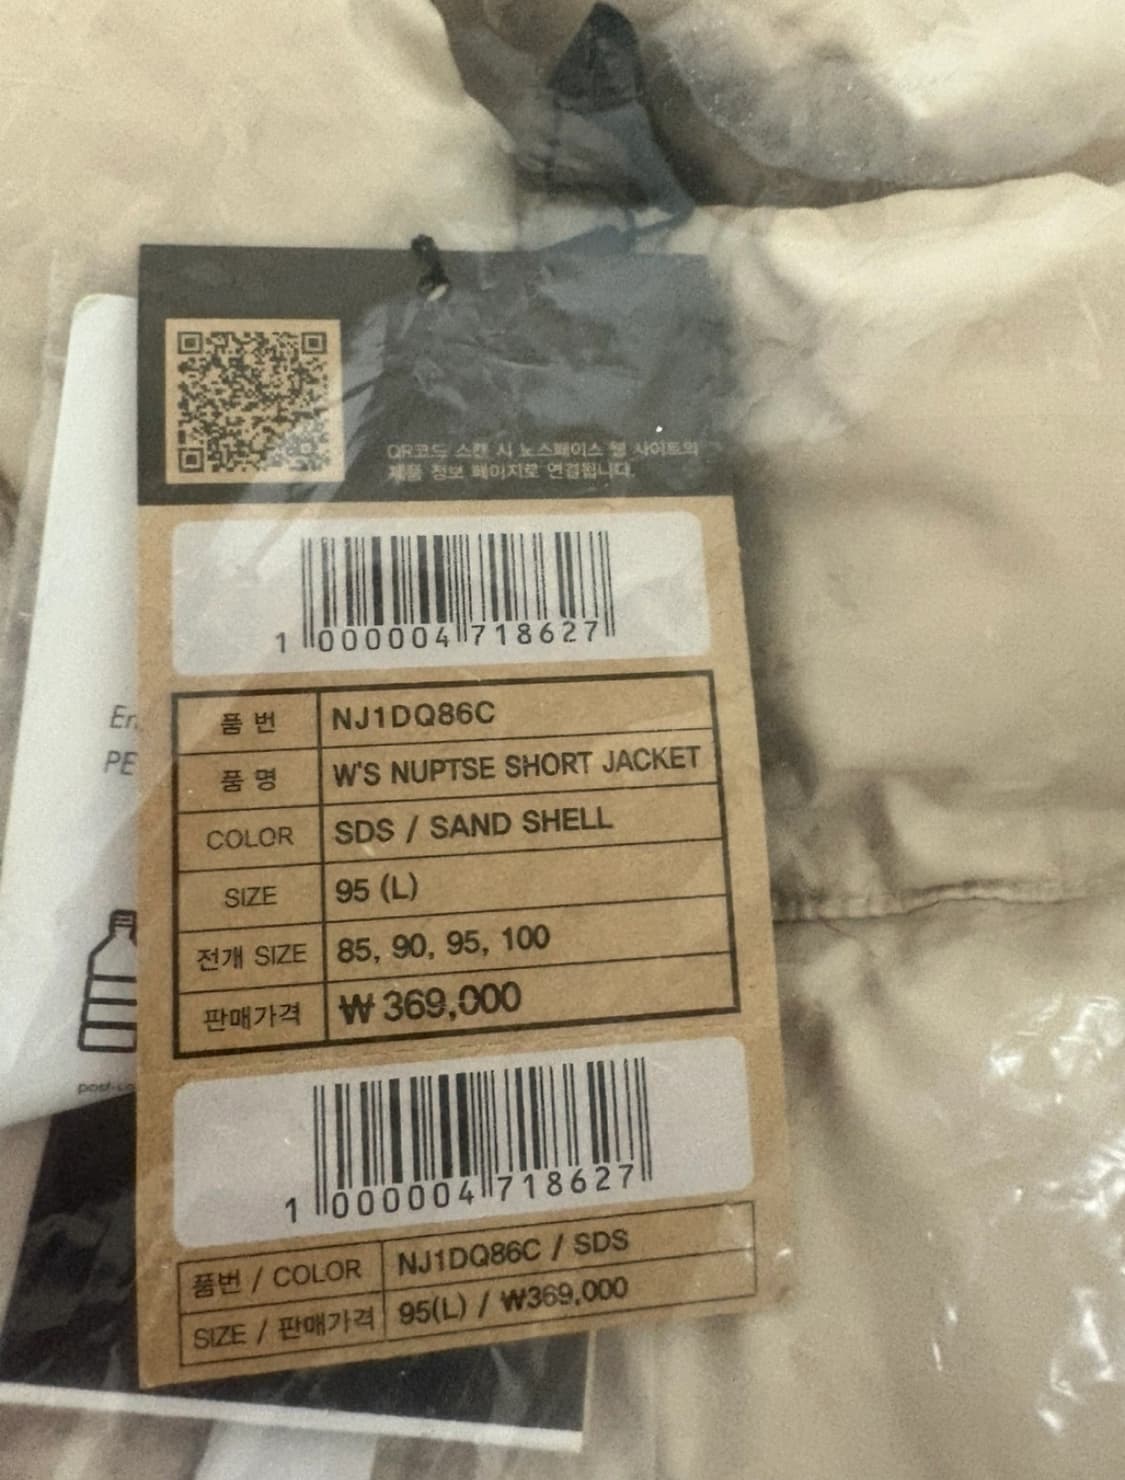 QR코드 스캔 시 노스페이스 웹 사이트의
제품 정보 페이지로 연결됩니다.
1 000004 718627
품 번 NJ1DQ86C
품 명 W'S NUPTSE SHORT JACKET
COLOR SDS / SAND SHELL
SIZE 95 (L)
전개 SIZE 85, 90, 95, 100
판매가격 ₩ 369,000
1 000004 718627
품번 / COLOR NJ1DQ86C / SDS
SIZE / 판매가격 95(L) / ₩369,000
PE